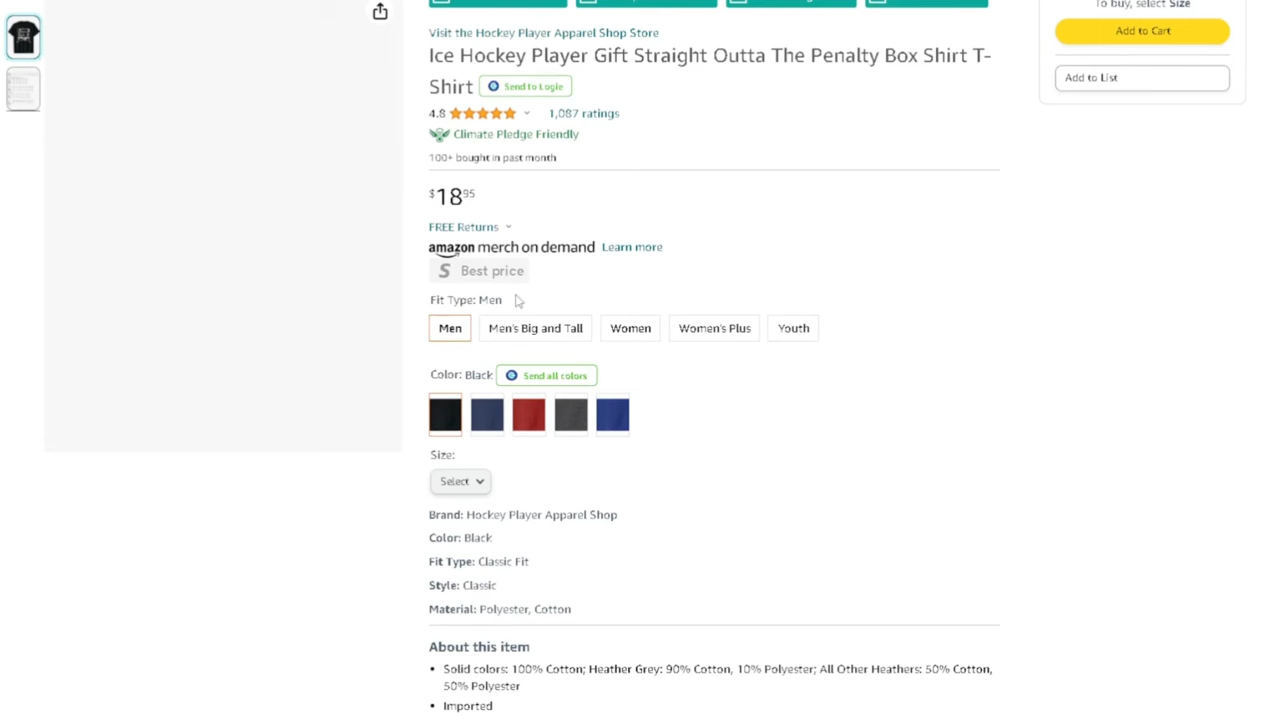 To buy, select Size
Visit the Hockey Player Apparel Shop Store
Add to Cart
Ice Hockey Player Gift Straight Outta The Penalty Box Shirt T-
Shirt Send to Logie
Add to List
4.8 1,087 ratings
Climate Pledge Friendly
100+ bought in past month
$18 95
FREE Returns
amazon merch on demand Learn more
S Best price
Fit Type: Men
Men Men's Big and Tall Women Women's Plus Youth
Color: Black Send all colors
Size:
Select
Brand: Hockey Player Apparel Shop
Color: Black
Fit Type: Classic Fit
Style: Classic
Material: Polyester, Cotton
About this item
• Solid colors: 100% Cotton; Heather Grey: 90% Cotton, 10% Polyester; All Other Heathers: 50% Cotton,
50% Polyester
• Imported